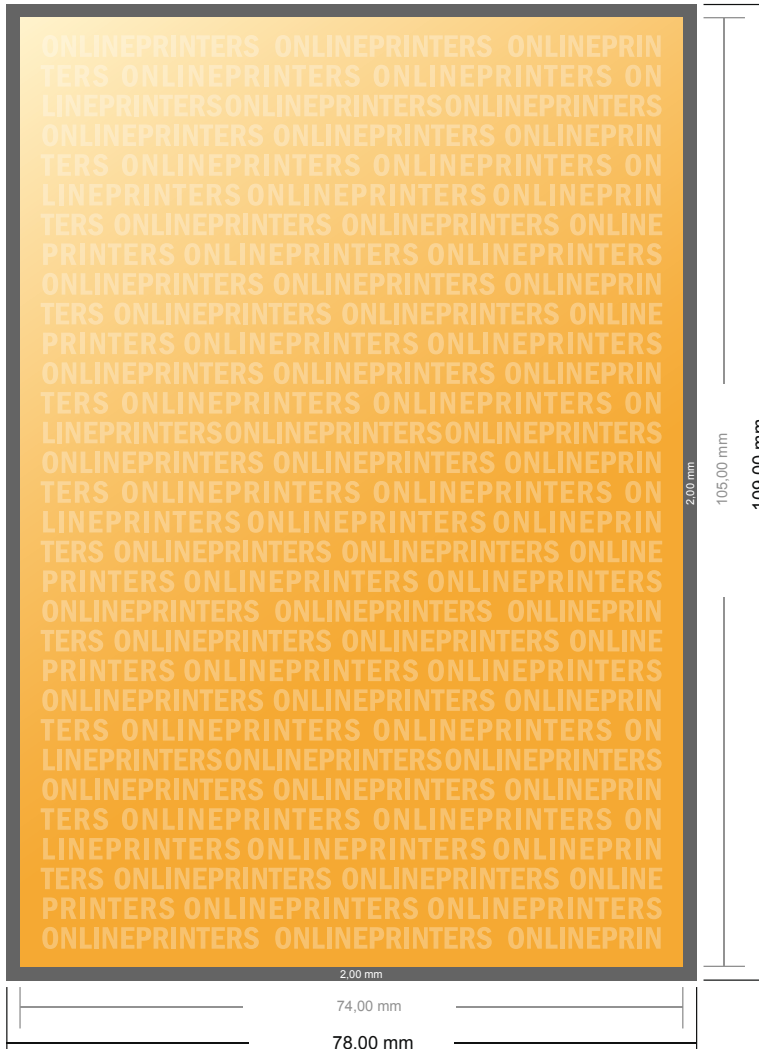 ONLINEPRINTERS ONLINEPRINTERS ONLINEPRIN
TERS ONLINEPRINTERS ONLINEPRINTERS ON
LINEPRINTERSONLINEPRINTERSONLINEPRINTERS
ONLINEPRINTERS ONLINEPRINTERS ONLINEPRIN
TERS ONLINEPRINTERS ONLINEPRINTERS ON
LINEPRINTERS ONLINEPRINTERS ONLINEPRIN
TERS ONLINEPRINTERS ONLINEPRINTERS ONLINE
PRINTERS ONLINEPRINTERS ONLINEPRINTERS
ONLINEPRINTERS ONLINEPRINTERS ONLINEPRIN
TERS ONLINEPRINTERS ONLINEPRINTERS ONLINE
PRINTERS ONLINEPRINTERS ONLINEPRINTERS
ONLINEPRINTERS ONLINEPRINTERS ONLINEPRIN
TERS ONLINEPRINTERS ONLINEPRINTERS ON
LINEPRINTERSONLINEPRINTERSONLINEPRINTERS
ONLINEPRINTERS ONLINEPRINTERS ONLINEPRIN
TERS ONLINEPRINTERS ONLINEPRINTERS ON
LINEPRINTERS ONLINEPRINTERS ONLINEPRIN
TERS ONLINEPRINTERS ONLINEPRINTERS ONLINE
PRINTERS ONLINEPRINTERS ONLINEPRINTERS
ONLINEPRINTERS ONLINEPRINTERS ONLINEPRIN
TERS ONLINEPRINTERS ONLINEPRINTERS ONLINE
PRINTERS ONLINEPRINTERS ONLINEPRINTERS
ONLINEPRINTERS ONLINEPRINTERS ONLINEPRIN
TERS ONLINEPRINTERS ONLINEPRINTERS ON
LINEPRINTERSONLINEPRINTERSONLINEPRINTERS
ONLINEPRINTERS ONLINEPRINTERS ONLINEPRIN
TERS ONLINEPRINTERS ONLINEPRINTERS ON
LINEPRINTERS ONLINEPRINTERS ONLINEPRIN
TERS ONLINEPRINTERS ONLINEPRINTERS ONLINE
PRINTERS ONLINEPRINTERS ONLINEPRINTERS
ONLINEPRINTERS ONLINEPRINTERS ONLINEPRIN
2,00 mm
105,00 mm
109,00 mm
2,00 mm
74,00 mm
78,00 mm